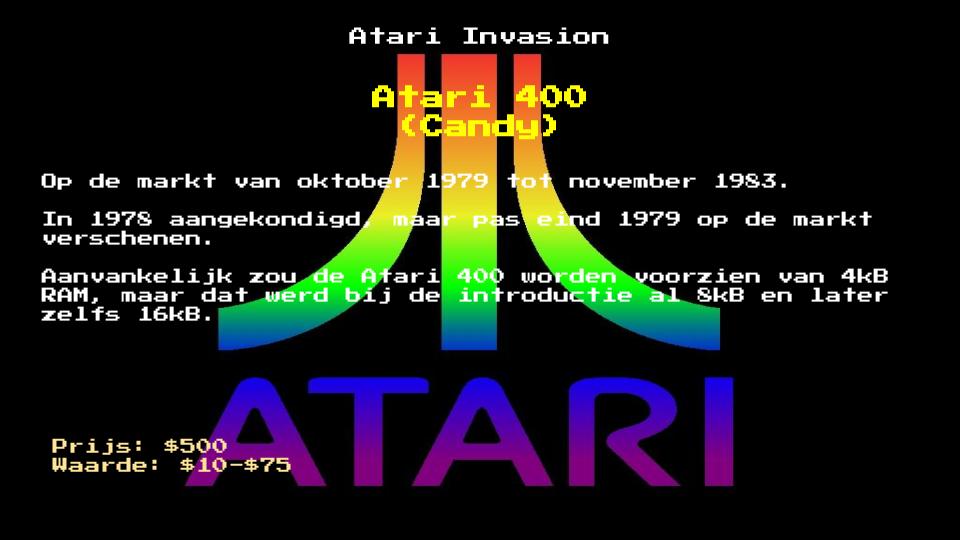 Atari Invasion
Atari 400
(Candy)
Op de markt van oktober 1979 tot november 1983.
In 1978 aangekondigd, maar pas eind 1979 op de markt
verschenen.
Aanvankelijk zou de Atari 400 worden voorzien van 4kB
RAM, maar dat werd bij de introductie al 8kB en later
zelfs 16kB.
ATARI
Prijs: $500
Waarde: $10-$75